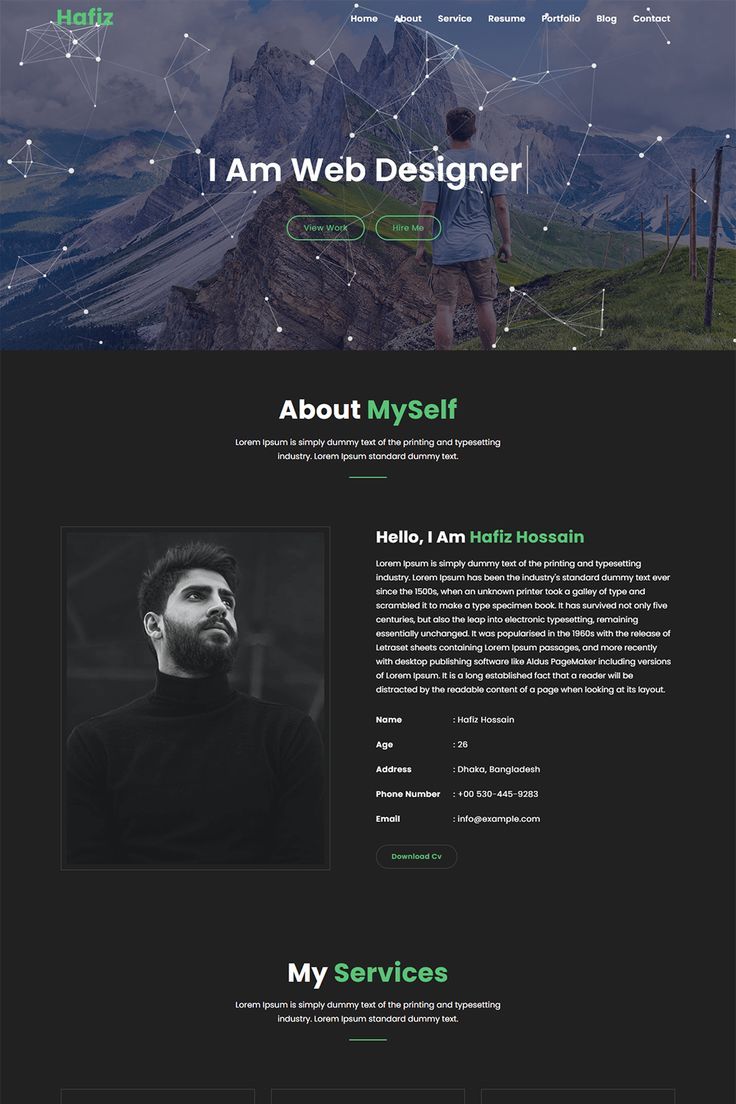 Hafiz
Home About Service Resume Portfolio Blog Contact
I Am Web Designer
View Work Hire Me
About MySelf
Lorem Ipsum is simply dummy text of the printing and typesetting
industry. Lorem Ipsum standard dummy text.
Hello, I Am Hafiz Hossain
Lorem Ipsum is simply dummy text of the printing and typesetting
industry. Lorem Ipsum has been the industry's standard dummy text ever
since the 1500s, when an unknown printer took a galley of type and
scrambled it to make a type specimen book. It has survived not only five
centuries, but also the leap into electronic typesetting, remaining
essentially unchanged. It was popularised in the 1960s with the release of
Letraset sheets containing Lorem Ipsum passages, and more recently
with desktop publishing software like Aldus PageMaker including versions
of Lorem Ipsum. It is a long established fact that a reader will be
distracted by the readable content of a page when looking at its layout.
Name : Hafiz Hossain
Age : 26
Address : Dhaka, Bangladesh
Phone Number : +00 530-445-9283
Email : info@example.com
Download Cv
My Services
Lorem Ipsum is simply dummy text of the printing and typesetting
industry. Lorem Ipsum standard dummy text.